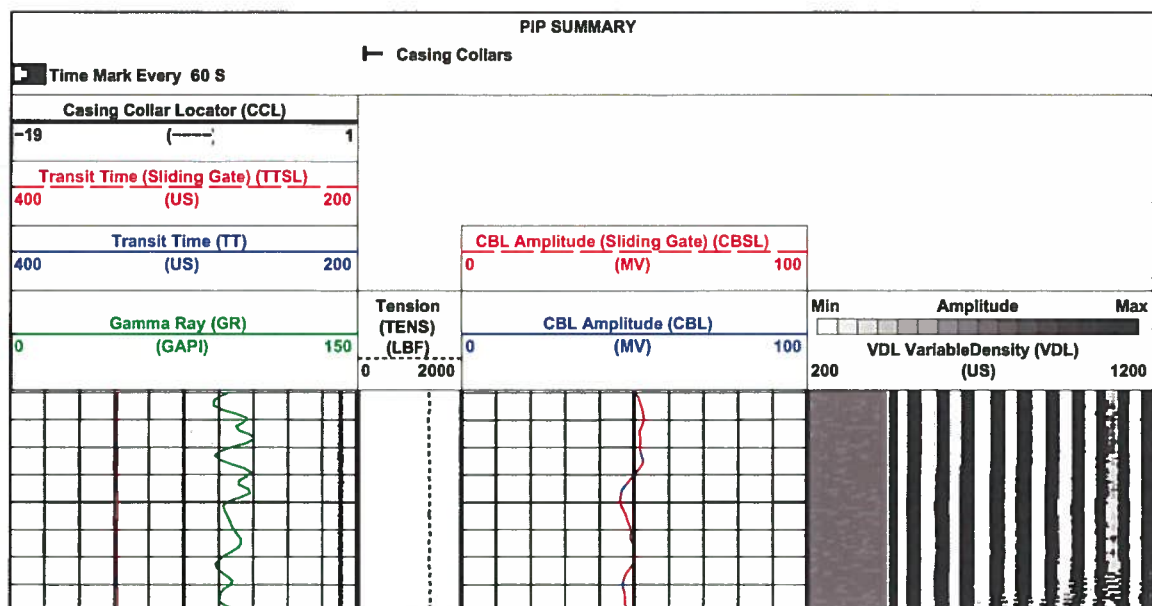 PIP SUMMARY
Casing Collars
Time Mark Every 60 S
Casing Collar Locator (CCL)
-19 (----) 1
Transit Time (Sliding Gate) (TTSL)
400 (US) 200
Transit Time (TT)
400 (US) 200
CBL Amplitude (Sliding Gate) (CBSL)
0 (MV) 100
Gamma Ray (GR)
0 (GAPI) 150
Tension
(TENS)
(LBF)
0 2000
CBL Amplitude (CBL)
0 (MV) 100
Min Amplitude Max
VDL VariableDensity (VDL)
200 (US) 1200